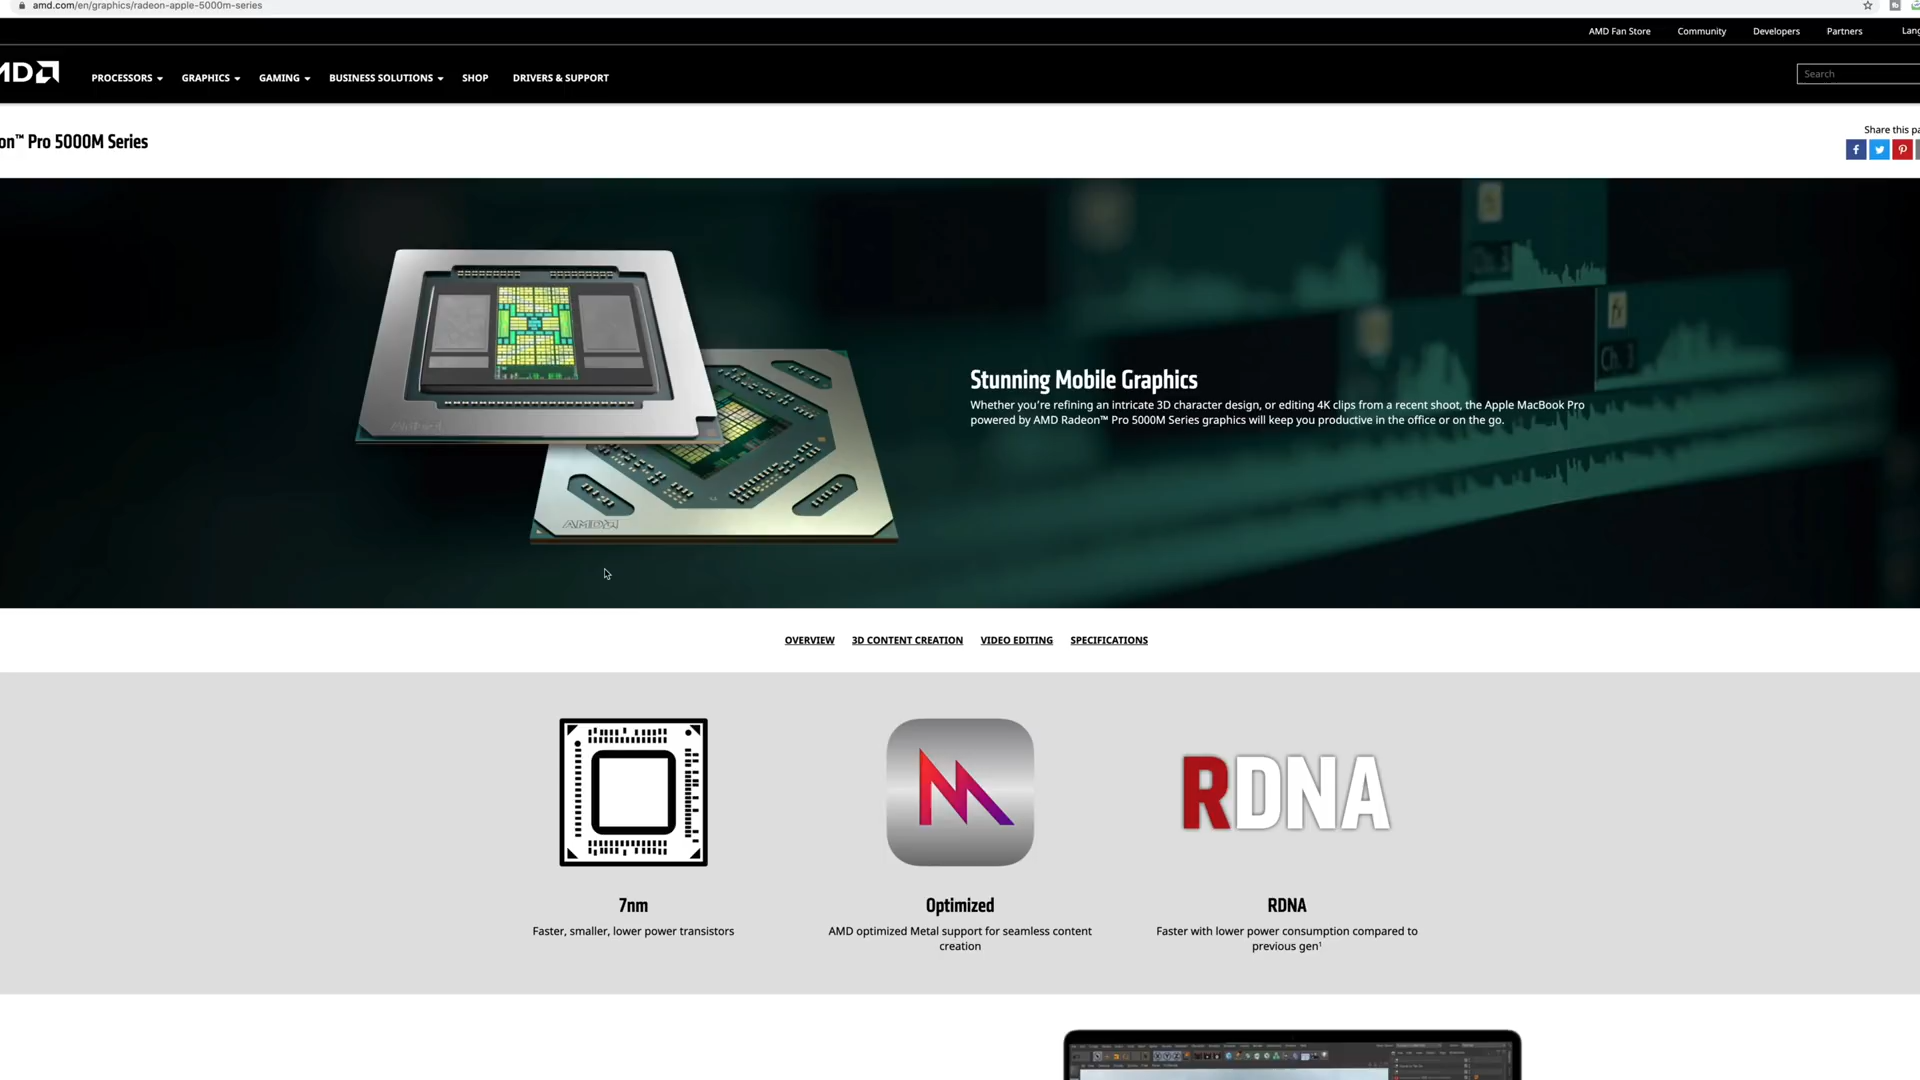 amd.com/en/graphics/radeon-apple-5000m-series
AMD Fan Store Community Developers Partners Lang
MD PROCESSORS GRAPHICS GAMING BUSINESS SOLUTIONS SHOP DRIVERS & SUPPORT Search
on™ Pro 5000M Series
Share this pa
Stunning Mobile Graphics
Whether you're refining an intricate 3D character design, or editing 4K clips from a recent shoot, the Apple MacBook Pro
powered by AMD Radeon™ Pro 5000M Series graphics will keep you productive in the office or on the go.
Ch. 3
AMD
OVERVIEW 3D CONTENT CREATION VIDEO EDITING SPECIFICATIONS
RDNA
7nm Optimized RDNA
Faster, smaller, lower power transistors
AMD optimized Metal support for seamless content
creation
Faster with lower power consumption compared to
previous gen¹